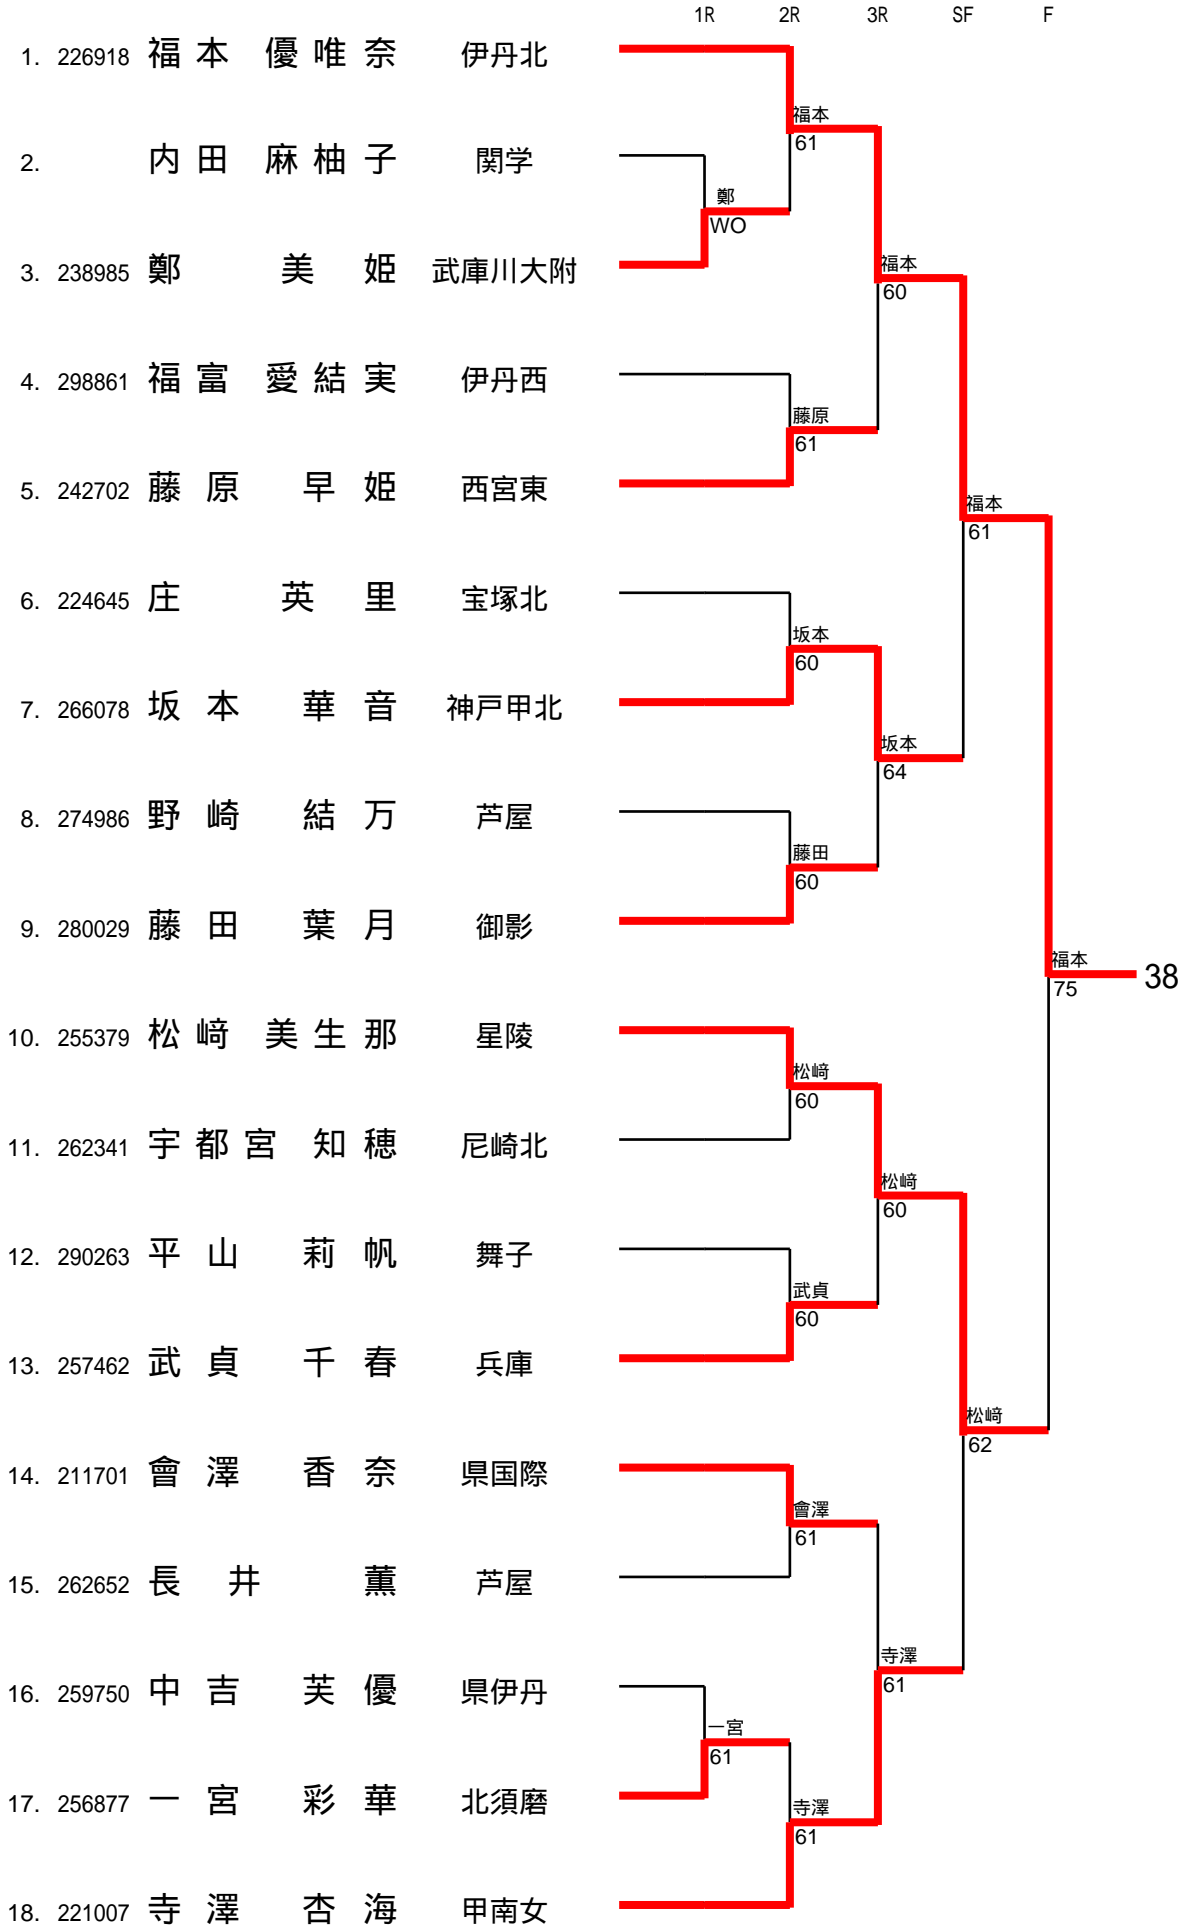 1R 2R 3R SF F
1. 226918 福本 優唯奈 伊丹北
福本
61
2. 内田 麻柚子 関学
鄭
WO
3. 238985 鄭 美姫 武庫川大附
福本
60
4. 298861 福富 愛結実 伊丹西
藤原
61
5. 242702 藤原 早姫 西宮東
福本
61
6. 224645 庄 英里 宝塚北
坂本
60
7. 266078 坂本 華音 神戸甲北
坂本
64
8. 274986 野崎 結万 芦屋
藤田
60
9. 280029 藤田 葉月 御影
福本
75
38
10. 255379 松﨑 美生那 星陵
松﨑
60
11. 262341 宇都宮 知穂 尼崎北
松﨑
60
12. 290263 平山 莉帆 舞子
武貞
60
13. 257462 武貞 千春 兵庫
松﨑
62
14. 211701 會澤 香奈 県国際
會澤
61
15. 262652 長井 薫 芦屋
寺澤
61
16. 259750 中吉 芙優 県伊丹
一宮
61
17. 256877 一宮 彩華 北須磨
寺澤
61
18. 221007 寺澤 杏海 甲南女